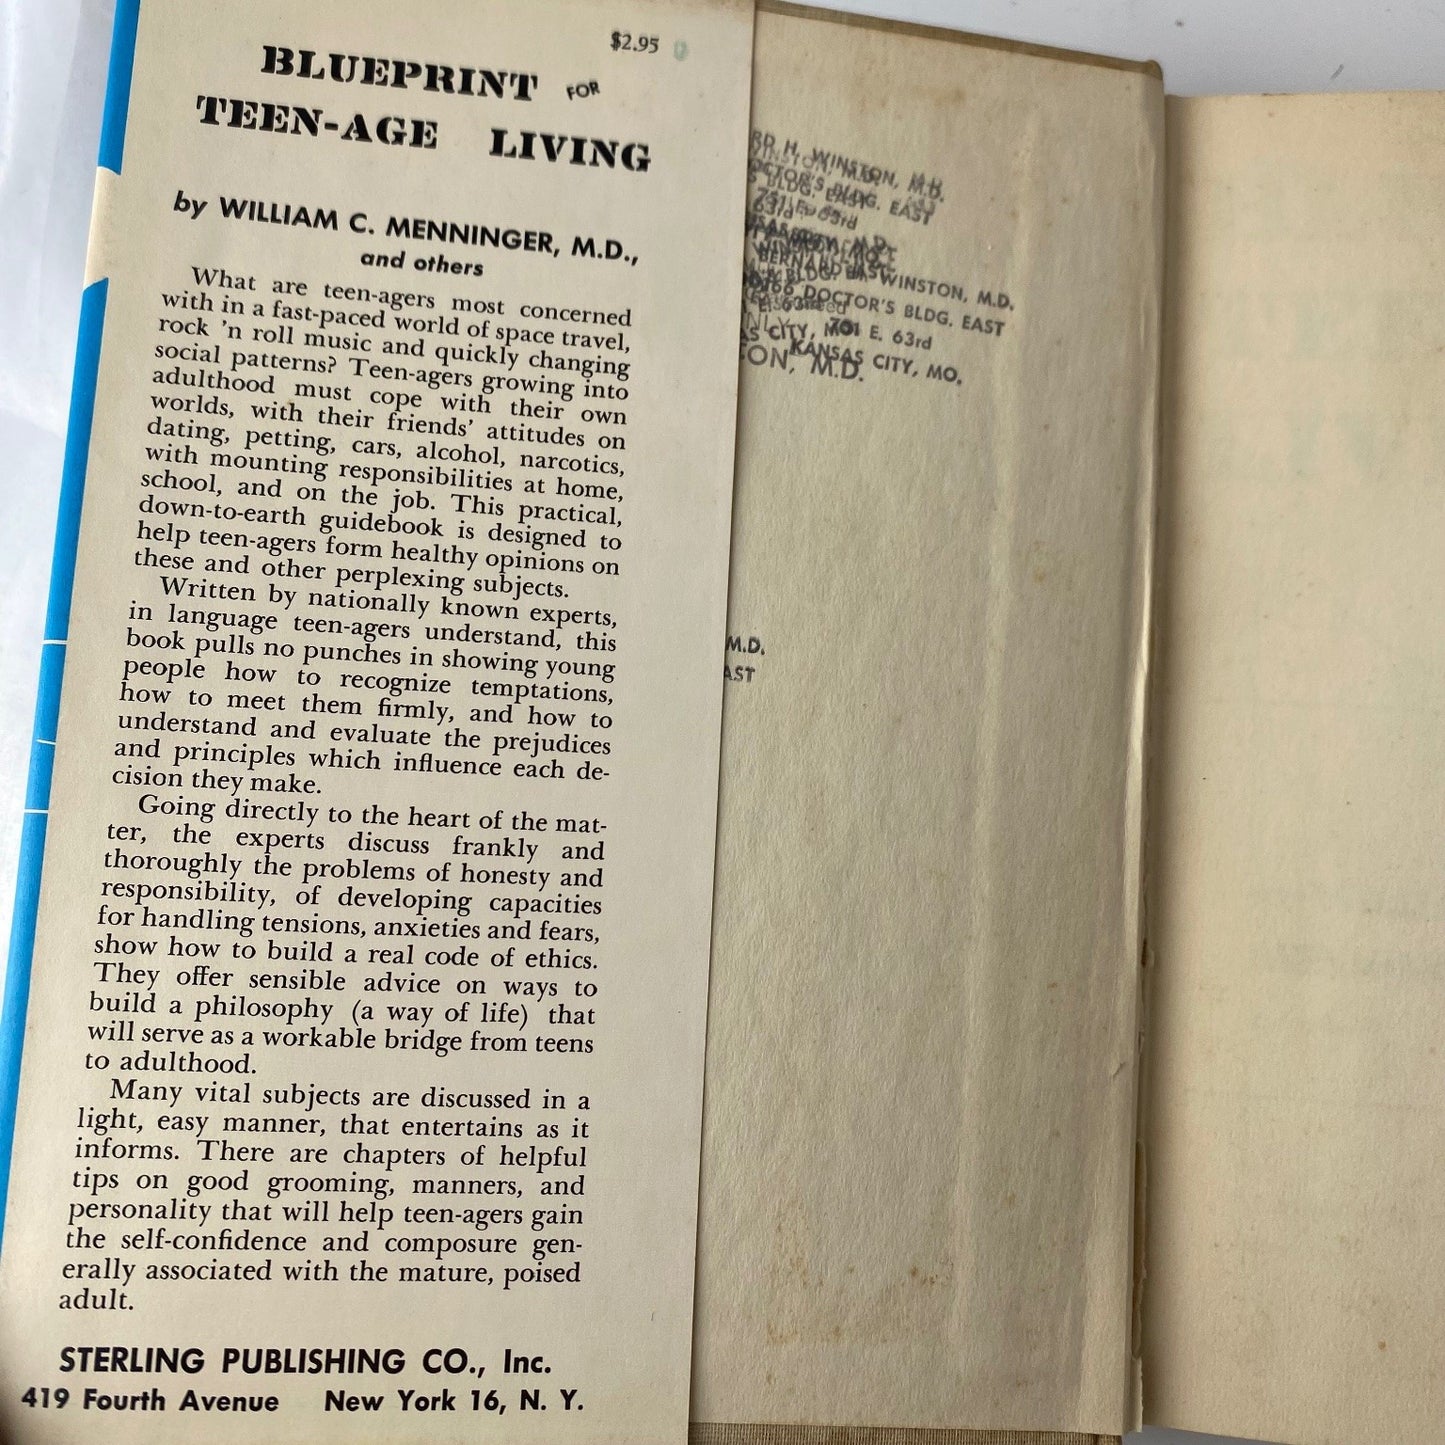 $2.95
BLUEPRINT FOR
TEEN-AGE LIVING
by WILLIAM C. MENNINGER, M.D.,
and others
What are teen-agers most concerned
with in a fast-paced world of space travel,
rock 'n roll music and quickly changing
social patterns? Teen-agers growing into
adulthood must cope with their own
worlds, with their friends' attitudes on
dating, petting, cars, alcohol, narcotics,
with mounting responsibilities at home,
school, and on the job. This practical,
down-to-earth guidebook is designed to
help teen-agers form healthy opinions on
these and other perplexing subjects.
Written by nationally known experts,
in language teen-agers understand, this
book pulls no punches in showing young
people how to recognize temptations,
how to meet them firmly, and how to
understand and evaluate the prejudices
and principles which influence each de-
cision they make.
Going directly to the heart of the mat-
ter, the experts discuss frankly and
thoroughly the problems of honesty and
responsibility, of developing capacities
for handling tensions, anxieties and fears,
show how to build a real code of ethics.
They offer sensible advice on ways to
build a philosophy (a way of life) that
will serve as a workable bridge from teens
to adulthood.
Many vital subjects are discussed in a
light, easy manner, that entertains as it
informs. There are chapters of helpful
tips on good grooming, manners, and
personality that will help teen-agers gain
the self-confidence and composure gen-
erally associated with the mature, poised
adult.
STERLING PUBLISHING CO., Inc.
419 Fourth Avenue New York 16, N. Y.
H. WINSTON, M.D.
DOCTOR'S BLDG. EAST
63rd
WINSTON, M.D.
DOCTOR'S BLDG. EAST
701 E. 63rd
KANSAS CITY, MO.
M.D.
M.D.